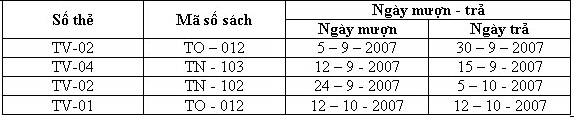 Số thẻ Mã số sách Ngày mượn - trả
Ngày mượn Ngày trả
TV-02 TO – 012 5 – 9 – 2007 30 – 9 – 2007
TV-04 TN - 103 12 – 9 - 2007 15 – 9 - 2007
TV-02 TN - 102 24 – 9 - 2007 5 – 10 - 2007
TV-01 TO - 012 12 – 10 - 2007 12 – 10 - 2007